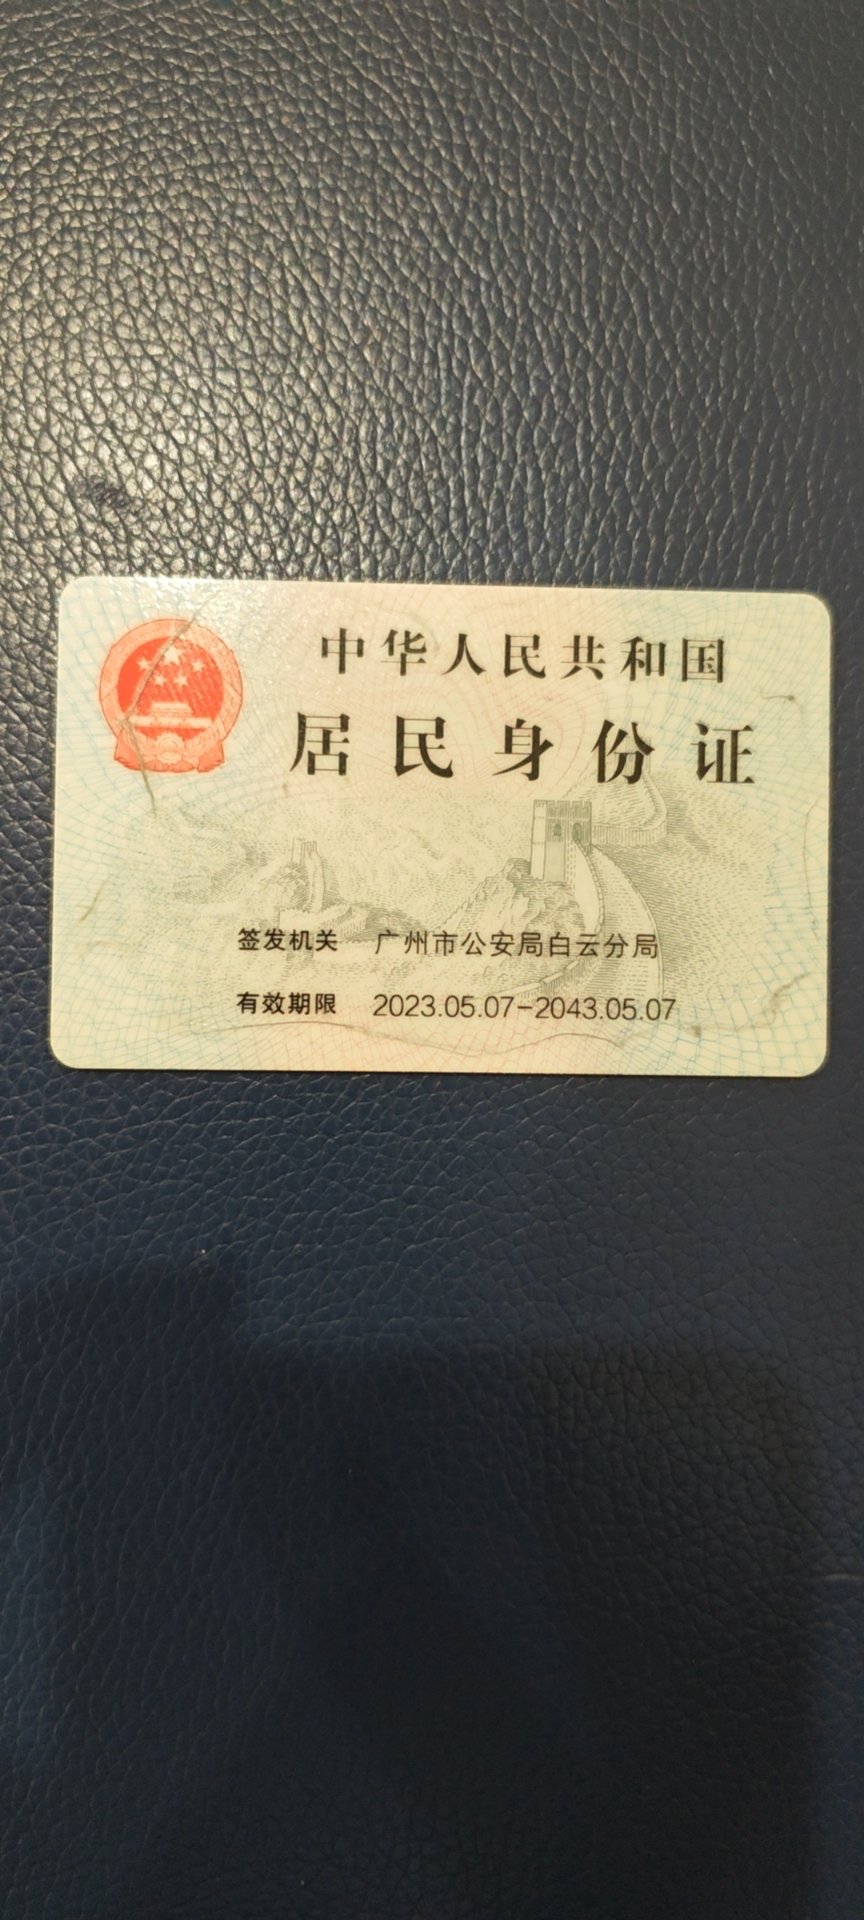 中华人民共和国
居民身份证
签发机关 广州市公安局白云分局
有效期限 2023.05.07-2043.05.07